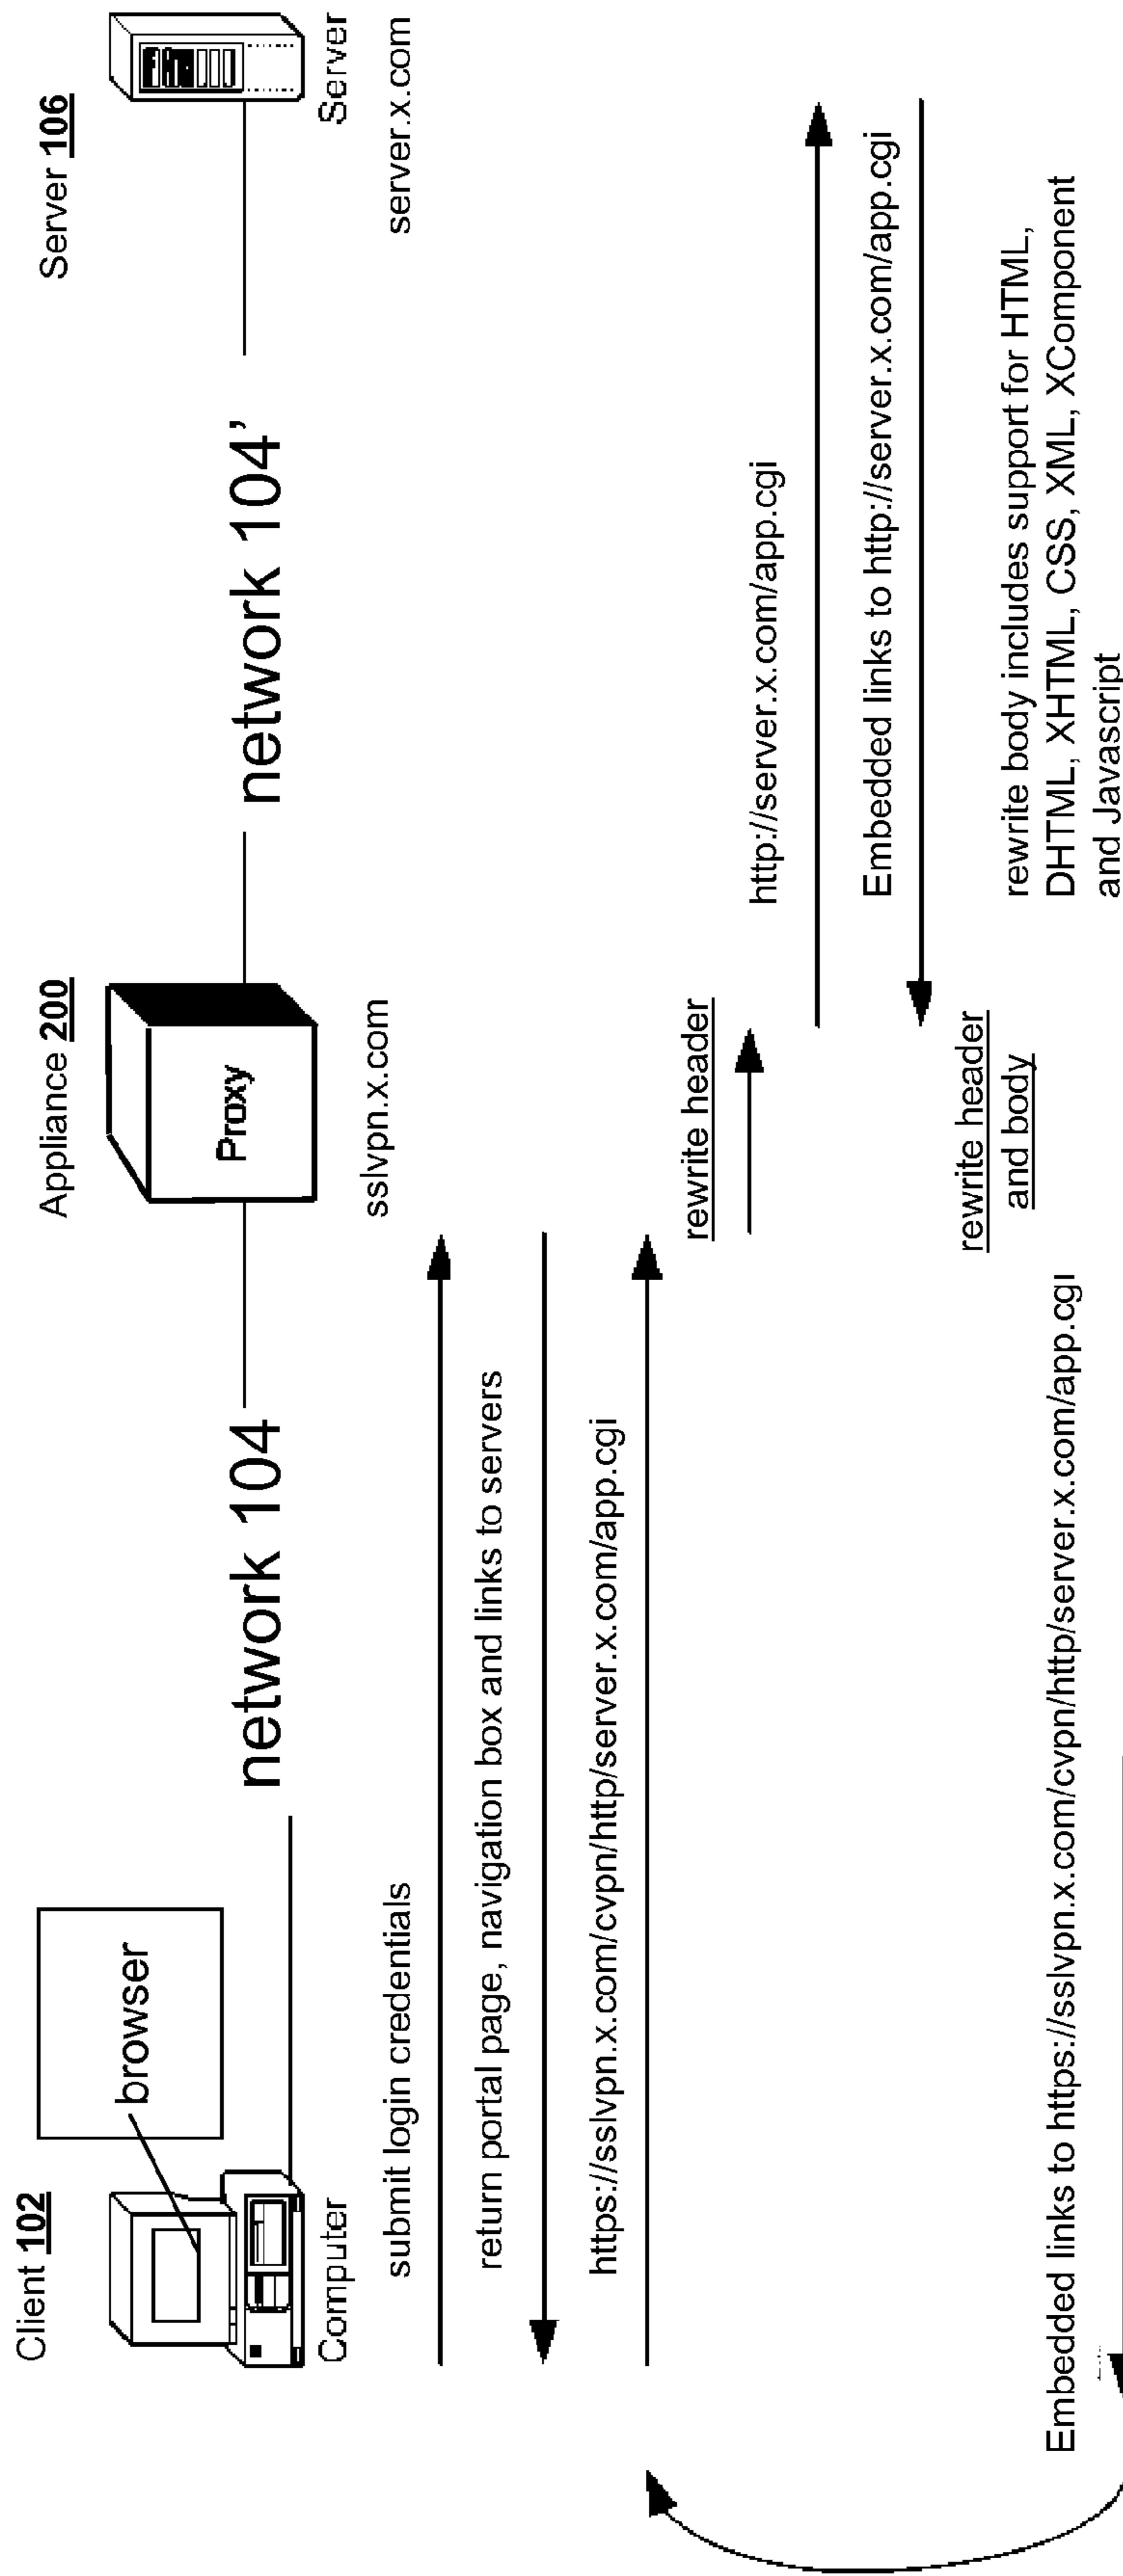 Client 102
Appliance 200
Server 106
browser
Proxy
network 104
network 104’
Computer
sslvpn.x.com
Server
server.x.com
submit login credentials
return portal page, navigation box and links to servers
https://sslvpn.x.com/cvpn/http/server.x.com/app.cgi
rewrite header
http://server.x.com/app.cgi
Embedded links to http://server.x.com/app.cgi
rewrite header
and body
rewrite body includes support for HTML,
DHTML, XHTML, CSS, XML, XComponent
and Javascript
Embedded links to https://sslvpn.x.com/cvpn/http/server.x.com/app.cgi